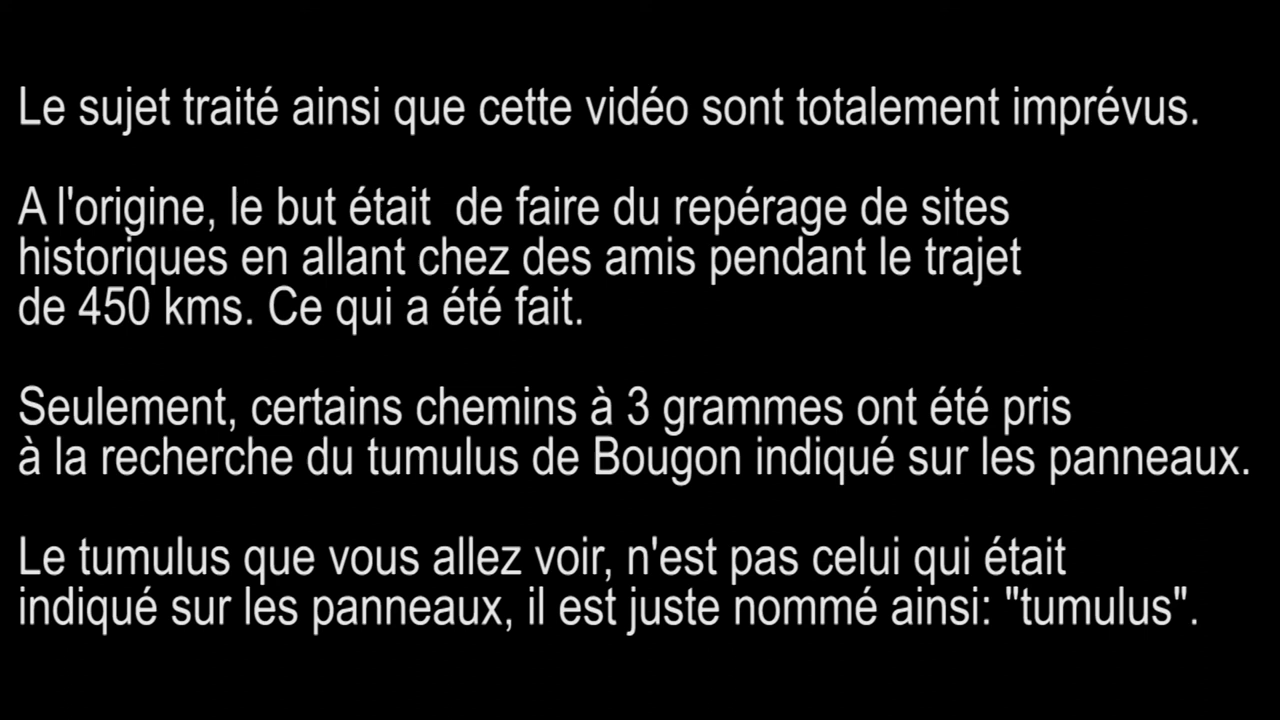 Le sujet traité ainsi que cette vidéo sont totalement imprévus.
A l'origine, le but était  de faire du repérage de sites
historiques en allant chez des amis pendant le trajet
de 450 kms. Ce qui a été fait.
Seulement, certains chemins à 3 grammes ont été pris
à la recherche du tumulus de Bougon indiqué sur les panneaux.
Le tumulus que vous allez voir, n'est pas celui qui était
indiqué sur les panneaux, il est juste nommé ainsi: "tumulus".